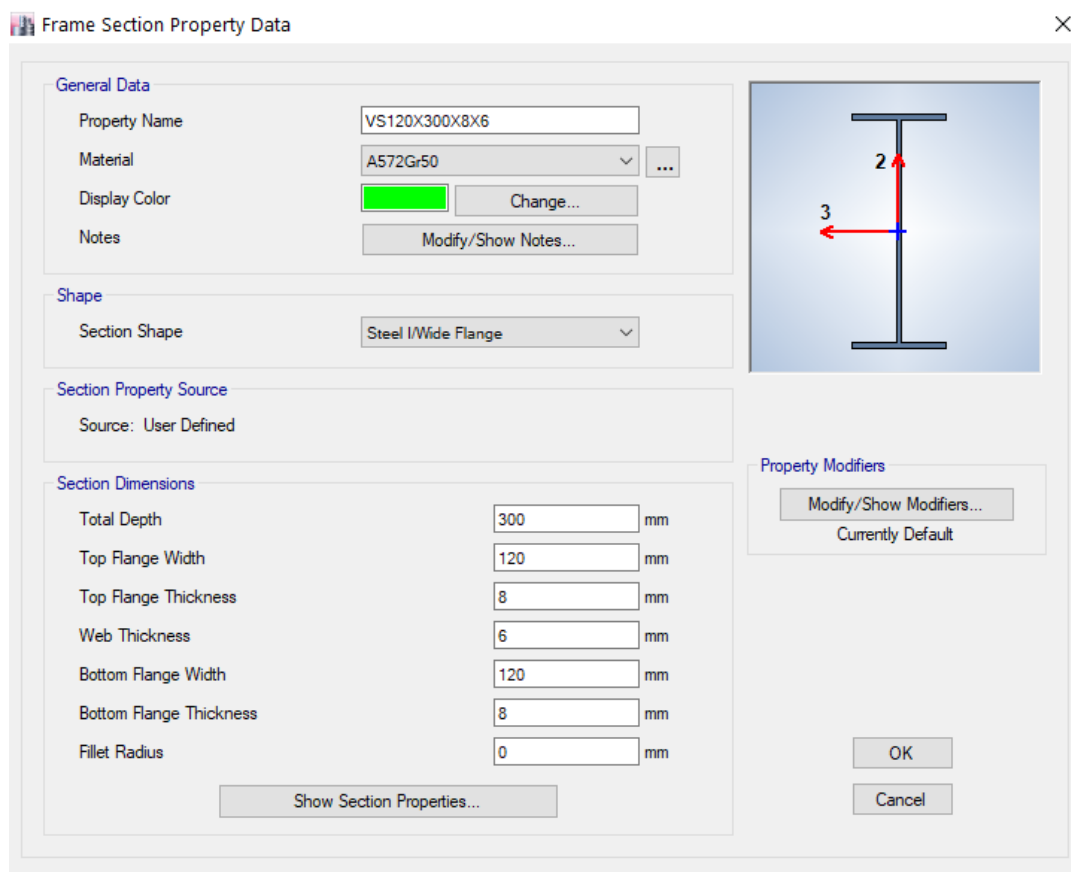 Frame Section Property Data
General Data
Property Name VS120X300X8X6
Material A572Gr50 ...
Display Color Change...
Notes Modify/Show Notes...
2
3
Shape
Section Shape Steel I/Wide Flange
Section Property Source
Source: User Defined
Property Modifiers
Modify/Show Modifiers...
Currently Default
Section Dimensions
Total Depth 300 mm
Top Flange Width 120 mm
Top Flange Thickness 8 mm
Web Thickness 6 mm
Bottom Flange Width 120 mm
Bottom Flange Thickness 8 mm
Fillet Radius 0 mm
Show Section Properties...
OK
Cancel